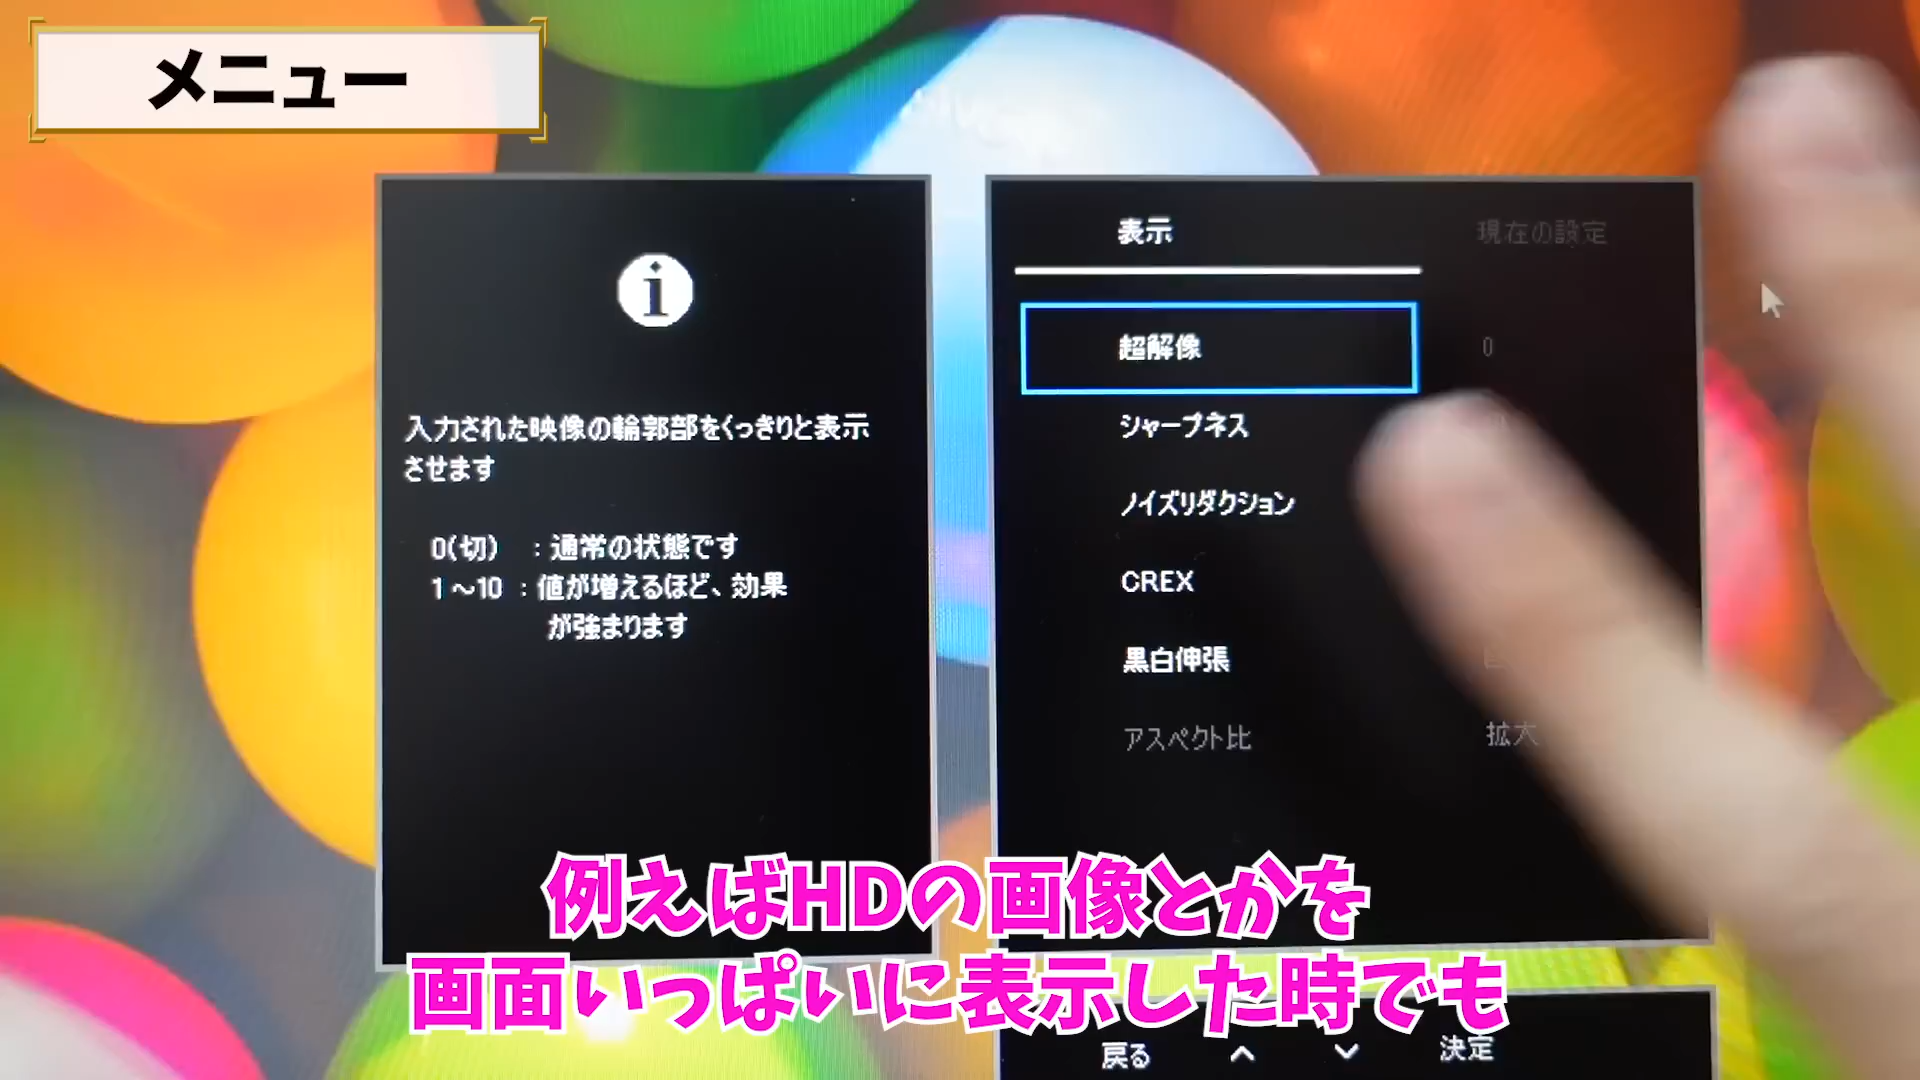 メニュー
入力された映像の輪郭部をくっきりと表示
させます
0(切) : 通常の状態です
1～10 : 値が増えるほど、効果
が強まります
表示 現在の設定
超解像 0
シャープネス
ノイズリダクション
CREX
黒白伸張
アスペクト比 拡大
例えばHDの画像とかを
画面いっぱいに表示した時でも
戻る 決定